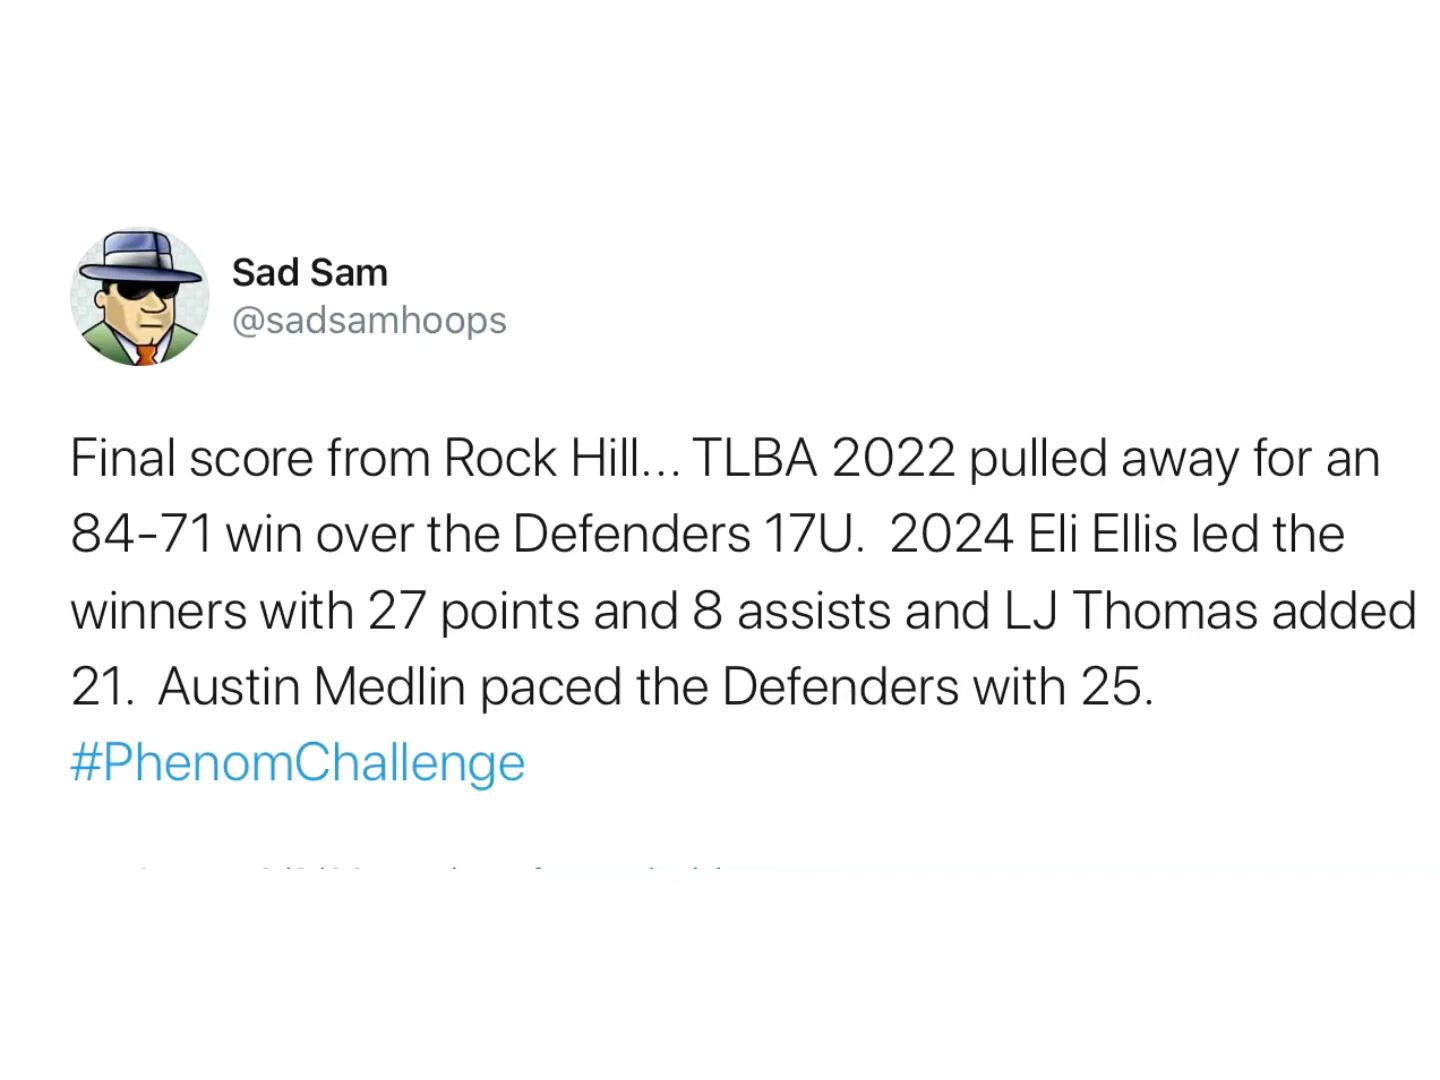 Sad Sam
@sadsamhoops
Final score from Rock Hill... TLBA 2022 pulled away for an
84-71 win over the Defenders 17U.  2024 Eli Ellis led the
winners with 27 points and 8 assists and LJ Thomas added
21.  Austin Medlin paced the Defenders with 25.
#PhenomChallenge